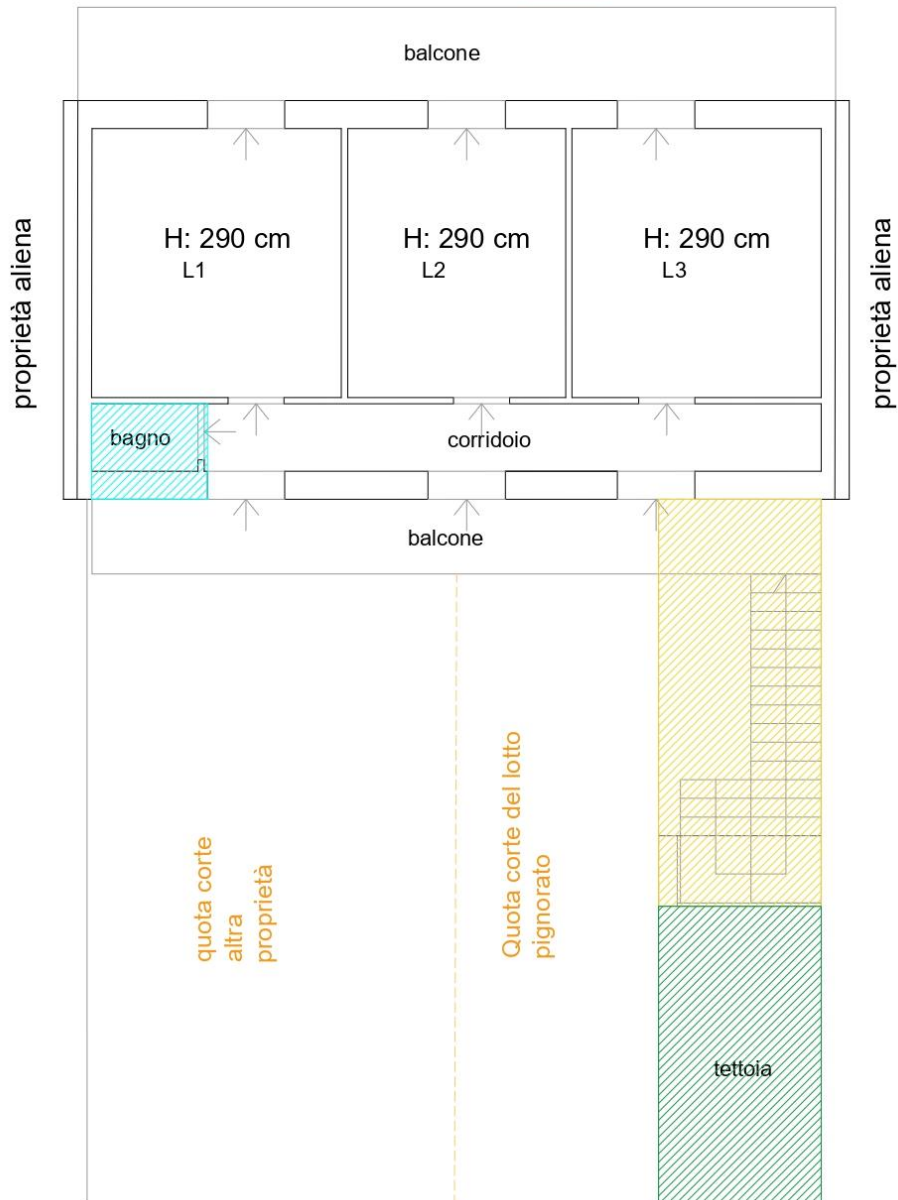 balcone
proprietà aliena
H: 290 cm
L1
H: 290 cm
L2
H: 290 cm
L3
proprietà aliena
bagno
corridoio
balcone
quota corte
altra
proprietà
Quota corte del lotto
pignorato
tettoia